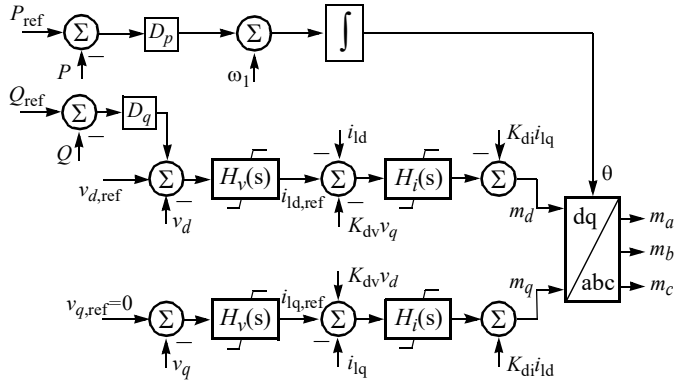 P_ref
Σ
D_p
Σ
∫
P
ω_1
Q_ref
Σ
D_q
Q
i_ld
K_di i_lq
θ
Σ
H_v(s)
Σ
H_i(s)
Σ
v_d,ref
i_ld,ref
v_d
K_dv v_q
m_d
dq
m_a
m_b
abc
m_c
K_dv v_d
v_q,ref=0
i_lq,ref
m_q
Σ
H_v(s)
Σ
H_i(s)
Σ
v_q
i_lq
K_di i_ld